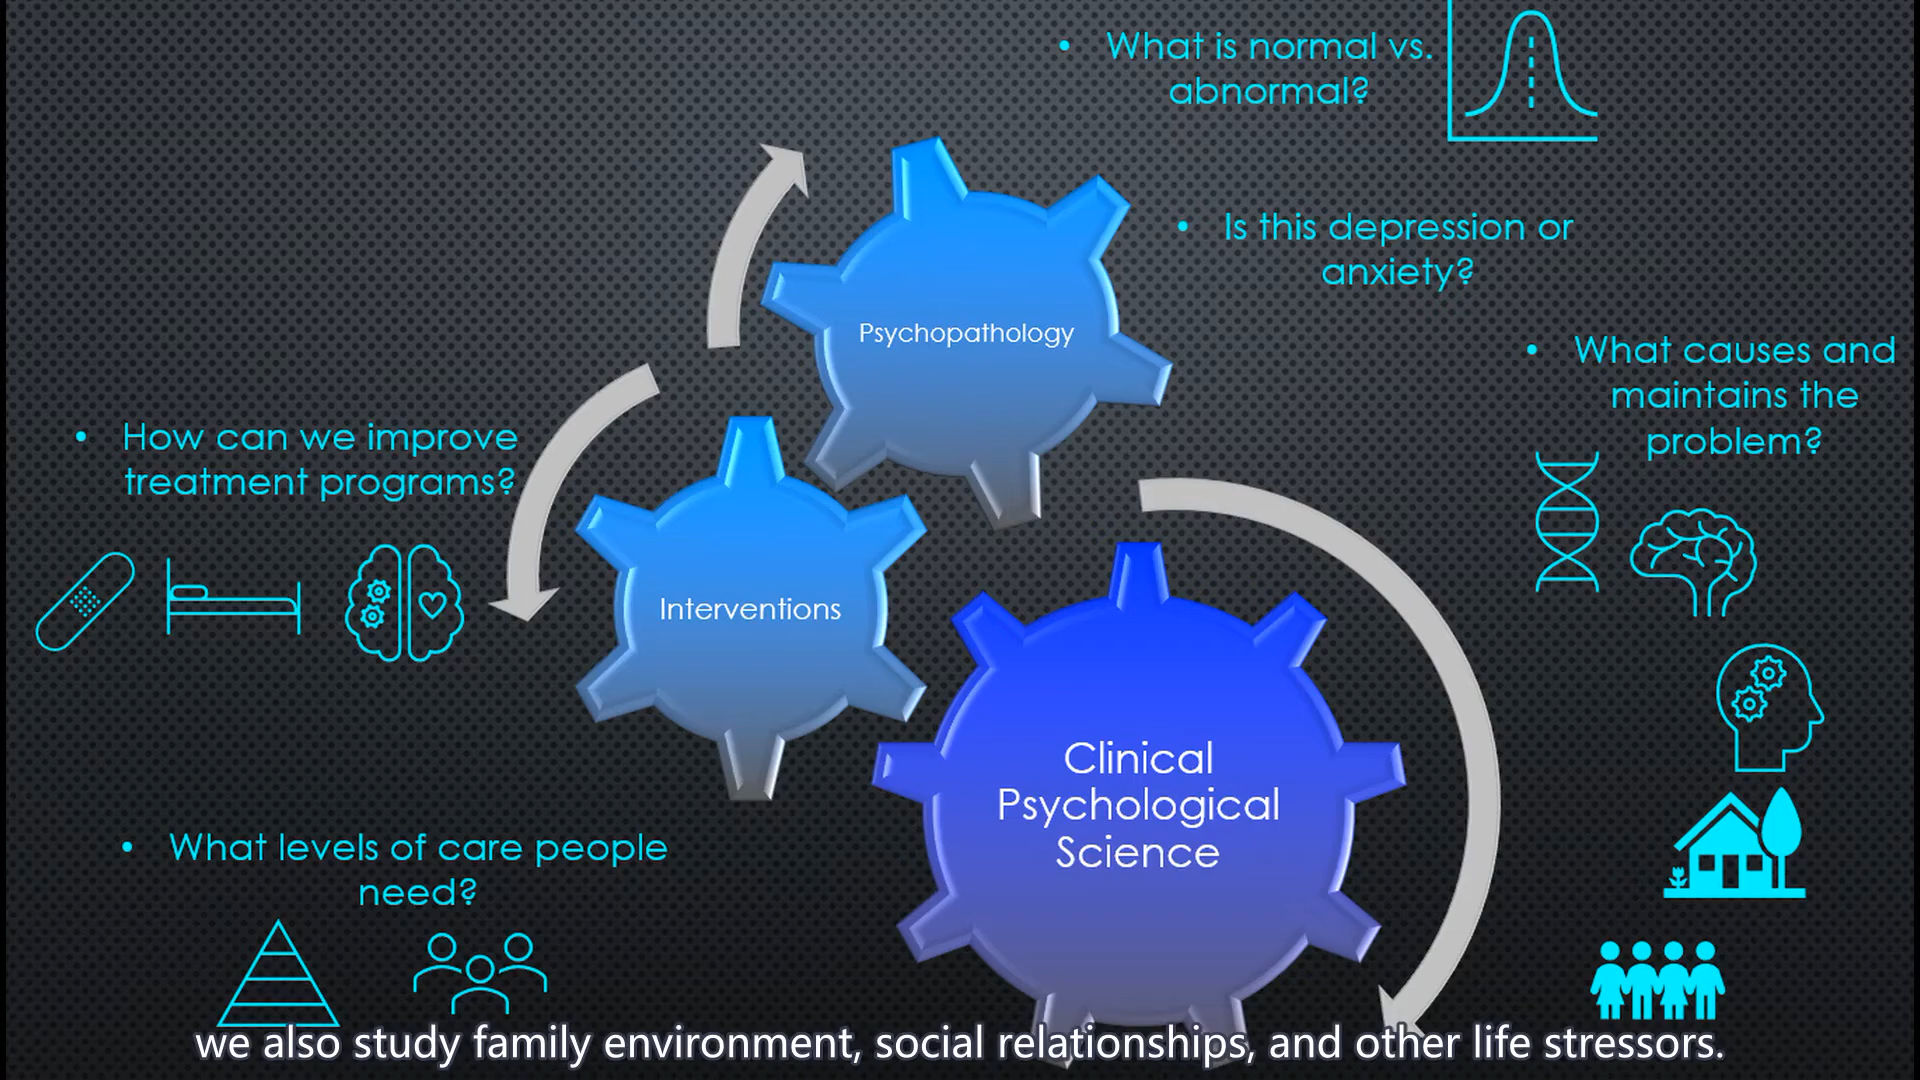 • What is normal vs.
abnormal?
• Is this depression or
anxiety?
Psychopathology
• What causes and
maintains the
problem?
• How can we improve
treatment programs?
Interventions
Clinical
Psychological
Science
• What levels of care people
need?
we also study family environment, social relationships, and other life stressors.